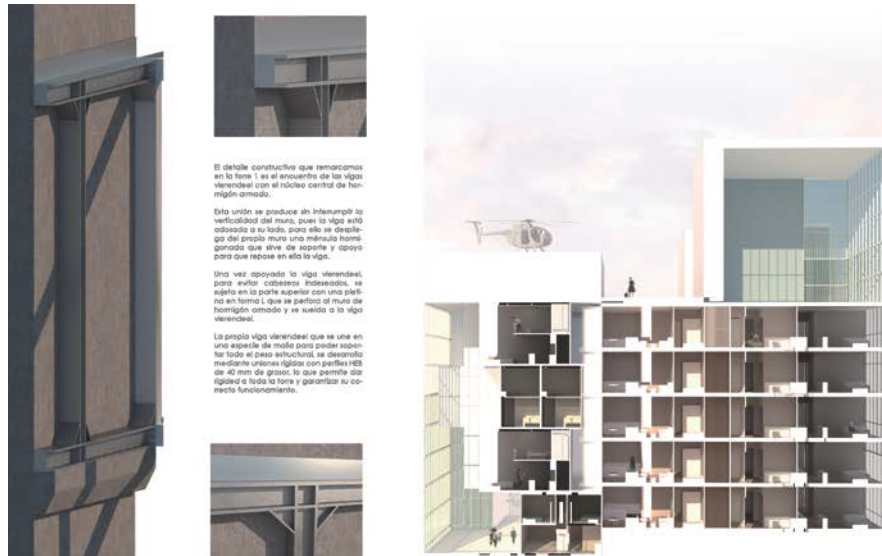 El detalle constructivo que remarcamos
en la torre 1 es el encuentro de las vigas
vierendeel con el núcleo central de hor-
migón armado.
Esta unión se produce sin interrumpir la
verticalidad del muro, pues la viga está
adosada a su lado, para ello se desplie-
ga del propio muro una ménsula hormi-
gonada que sirve de soporte y apoyo
para que repose en ella la viga.
Una vez apoyada la viga vierendeel,
para evitar cabeceos indeseados, se
sujeta en la parte superior con una pleti-
na en forma L que se perfora al muro de
hormigón armado y se suelda a la viga
vierendeel.
La propia viga vierendeel que se une en
una especie de malla para poder sopor-
tar todo el peso estructural, se desarrolla
mediante uniones rígidas con perfiles HEB
de 40 mm de grosor, lo que permite dar
rigided a toda la torre y garantizar su co-
rrecto funcionamiento.